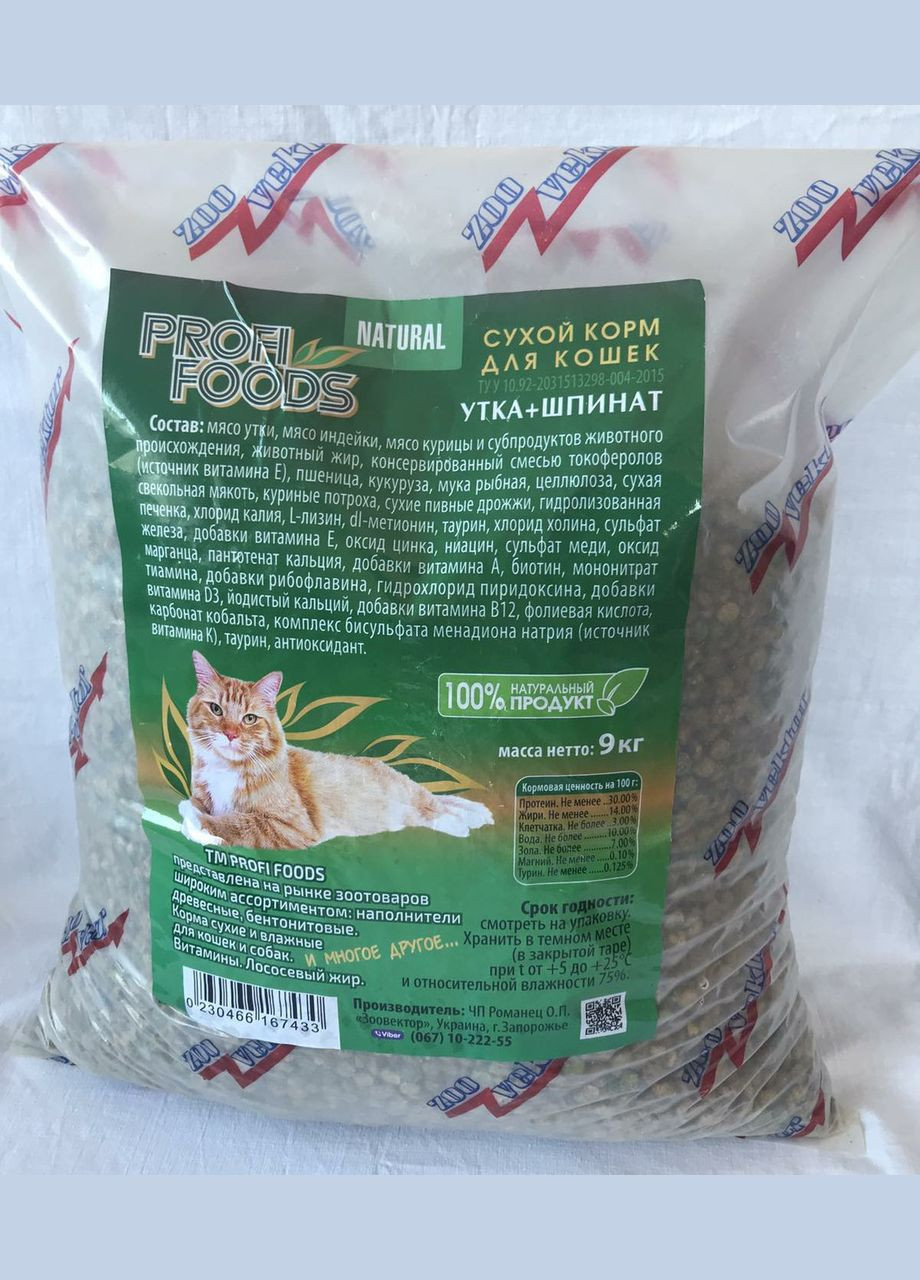 ZOO vektur
ZOO vektur
ZOO vektur
PROFI
FOODS
NATURAL
СУХОЙ КОРМ
ДЛЯ КОШЕК
ТУ У 10.92-2031513298-004-2015
УТКА+ШПИНАТ
Состав: мясо утки, мясо индейки, мясо курицы и субпродуктов животного
происхождения, животный жир, консервированный смесью токоферолов
(источник витамина Е), пшеница, кукуруза, мука рыбная, целлюлоза, сухая
свекольная мякоть, куриные потроха, сухие пивные дрожжи, гидролизованная
печенка, хлорид калия, L-лизин, dl-метионин, таурин, хлорид холина, сульфат
железа, добавки витамина Е, оксид цинка, ниацин, сульфат меди, оксид
марганца, пантотенат кальция, добавки витамина А, биотин, мононитрат
тиамина, добавки рибофлавина, гидрохлорид пиридоксина, добавки
витамина D3, йодистый кальций, добавки витамина В12, фолиевая кислота,
карбонат кобальта, комплекс бисульфата менадиона натрия (источник
витамина К), таурин, антиоксидант.
100% НАТУРАЛЬНЫЙ
ПРОДУКТ
масса нетто: 9 кг
Кормовая ценность на 100 г:
Протеин. Не менее ..30.00%
Жири. Не менее .......14.00%
Клетчатка. Не более ..3.00%
Вода. Не более ..........10.00%
Зола. Не более ...........7.00%
Магний. Не менее ....0.10%
Турин. Не менее ......0.125%
ТМ PROFI FOODS
представлена на рынке зоотоваров
широким ассортиментом: наполнители
древесные, бентонитовые.
Корма сухие и влажные
для кошек и собак.
Витамины. Лососевый жир.
И МНОГОЕ ДРУГОЕ...
Срок годности:
смотреть на упаковку.
Хранить в темном месте
(в закрытой таре)
при t от +5 до +25°С
и относительной влажности 75%.
0 230466 167433
Производитель: ЧП Романец О.П.
«Зоовектор», Украина, г.Запорожье
Viber (067) 10-222-55